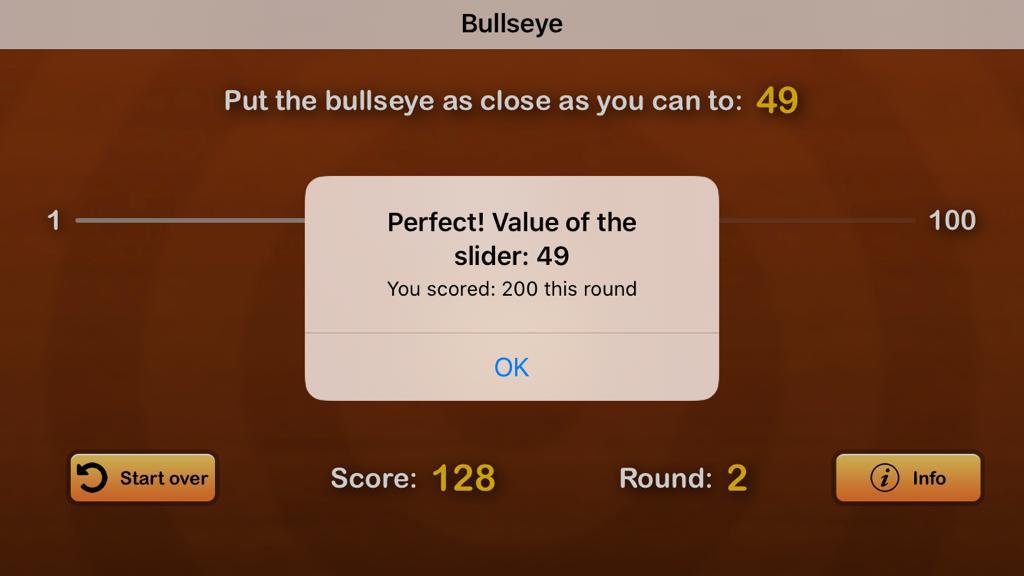 Bullseye
Put the bullseye as close as you can to: 49
1 100
Perfect! Value of the
slider: 49
You scored: 200 this round
OK
Start over Score: 128 Round: 2 Info